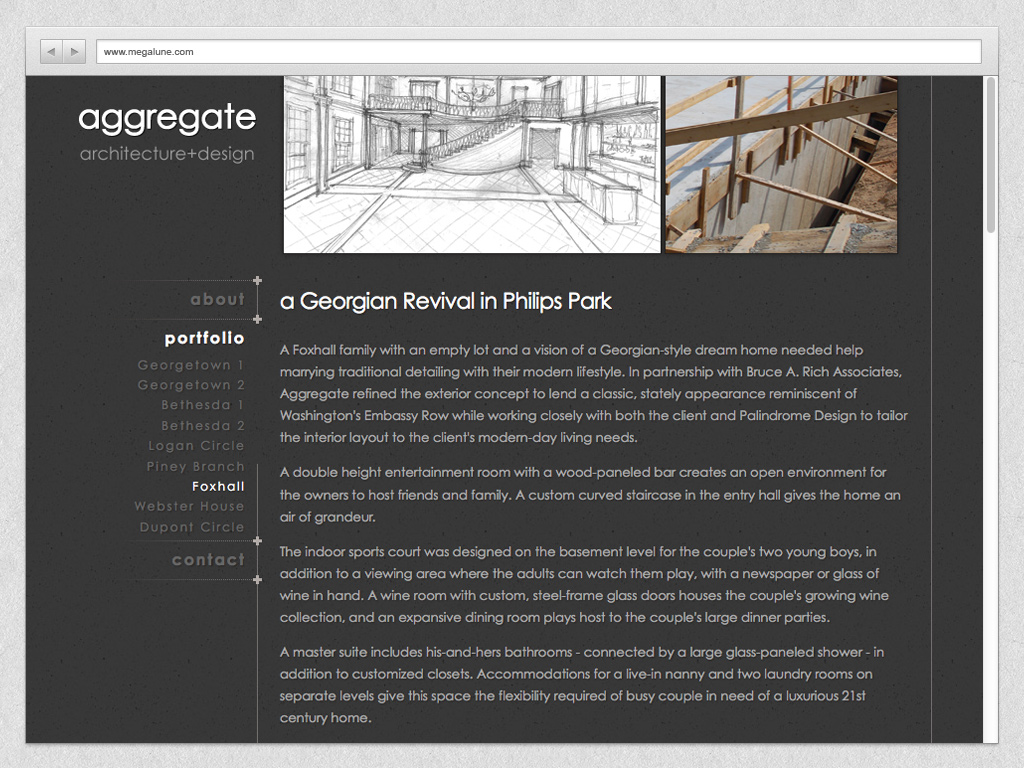 www.megalune.com
aggregate
architecture+design
about
portfolio
Georgetown 1
Georgetown 2
Bethesda 1
Bethesda 2
Logan Circle
Piney Branch
Foxhall
Webster House
Dupont Circle
contact
a Georgian Revival in Philips Park
A Foxhall family with an empty lot and a vision of a Georgian-style dream home needed help
marrying traditional detailing with their modern lifestyle. In partnership with Bruce A. Rich Associates,
Aggregate refined the exterior concept to lend a classic, stately appearance reminiscent of
Washington's Embassy Row while working closely with both the client and Palindrome Design to tailor
the interior layout to the client's modern-day living needs.
A double height entertainment room with a wood-paneled bar creates an open environment for
the owners to host friends and family. A custom curved staircase in the entry hall gives the home an
air of grandeur.
The indoor sports court was designed on the basement level for the couple's two young boys, in
addition to a viewing area where the adults can watch them play, with a newspaper or glass of
wine in hand. A wine room with custom, steel-frame glass doors houses the couple's growing wine
collection, and an expansive dining room plays host to the couple's large dinner parties.
A master suite includes his-and-hers bathrooms - connected by a large glass-paneled shower - in
addition to customized closets. Accommodations for a live-in nanny and two laundry rooms on
separate levels give this space the flexibility required of busy couple in need of a luxurious 21st
century home.